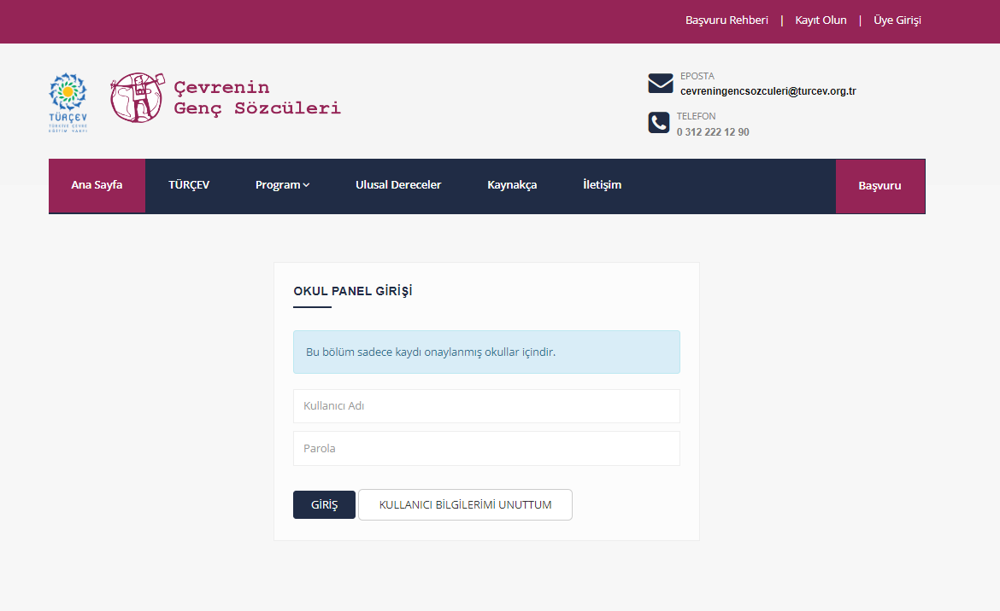 Başvuru Rehberi | Kayıt Olun | Üye Girişi
TÜRÇEV
TÜRKİYE ÇEVRE
EĞİTİM VAKFI
Çevrenin
Genç Sözcüleri
EPOSTA
cevreningencsozculeri@turcev.org.tr
TELEFON
0 312 222 12 90
Ana Sayfa TÜRÇEV Program Ulusal Dereceler Kaynakça İletişim Başvuru
OKUL PANEL GİRİŞİ
Bu bölüm sadece kaydı onaylanmış okullar içindir.
Kullanıcı Adı
Parola
GİRİŞ KULLANICI BİLGİLERİMİ UNUTTUM